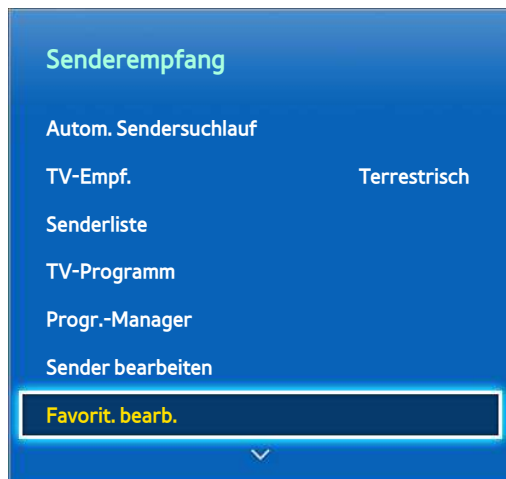 Senderempfang
Autom. Sendersuchlauf
TV-Empf. Terrestrisch
Senderliste
TV-Programm
Progr.-Manager
Sender bearbeiten
Favorit. bearb.